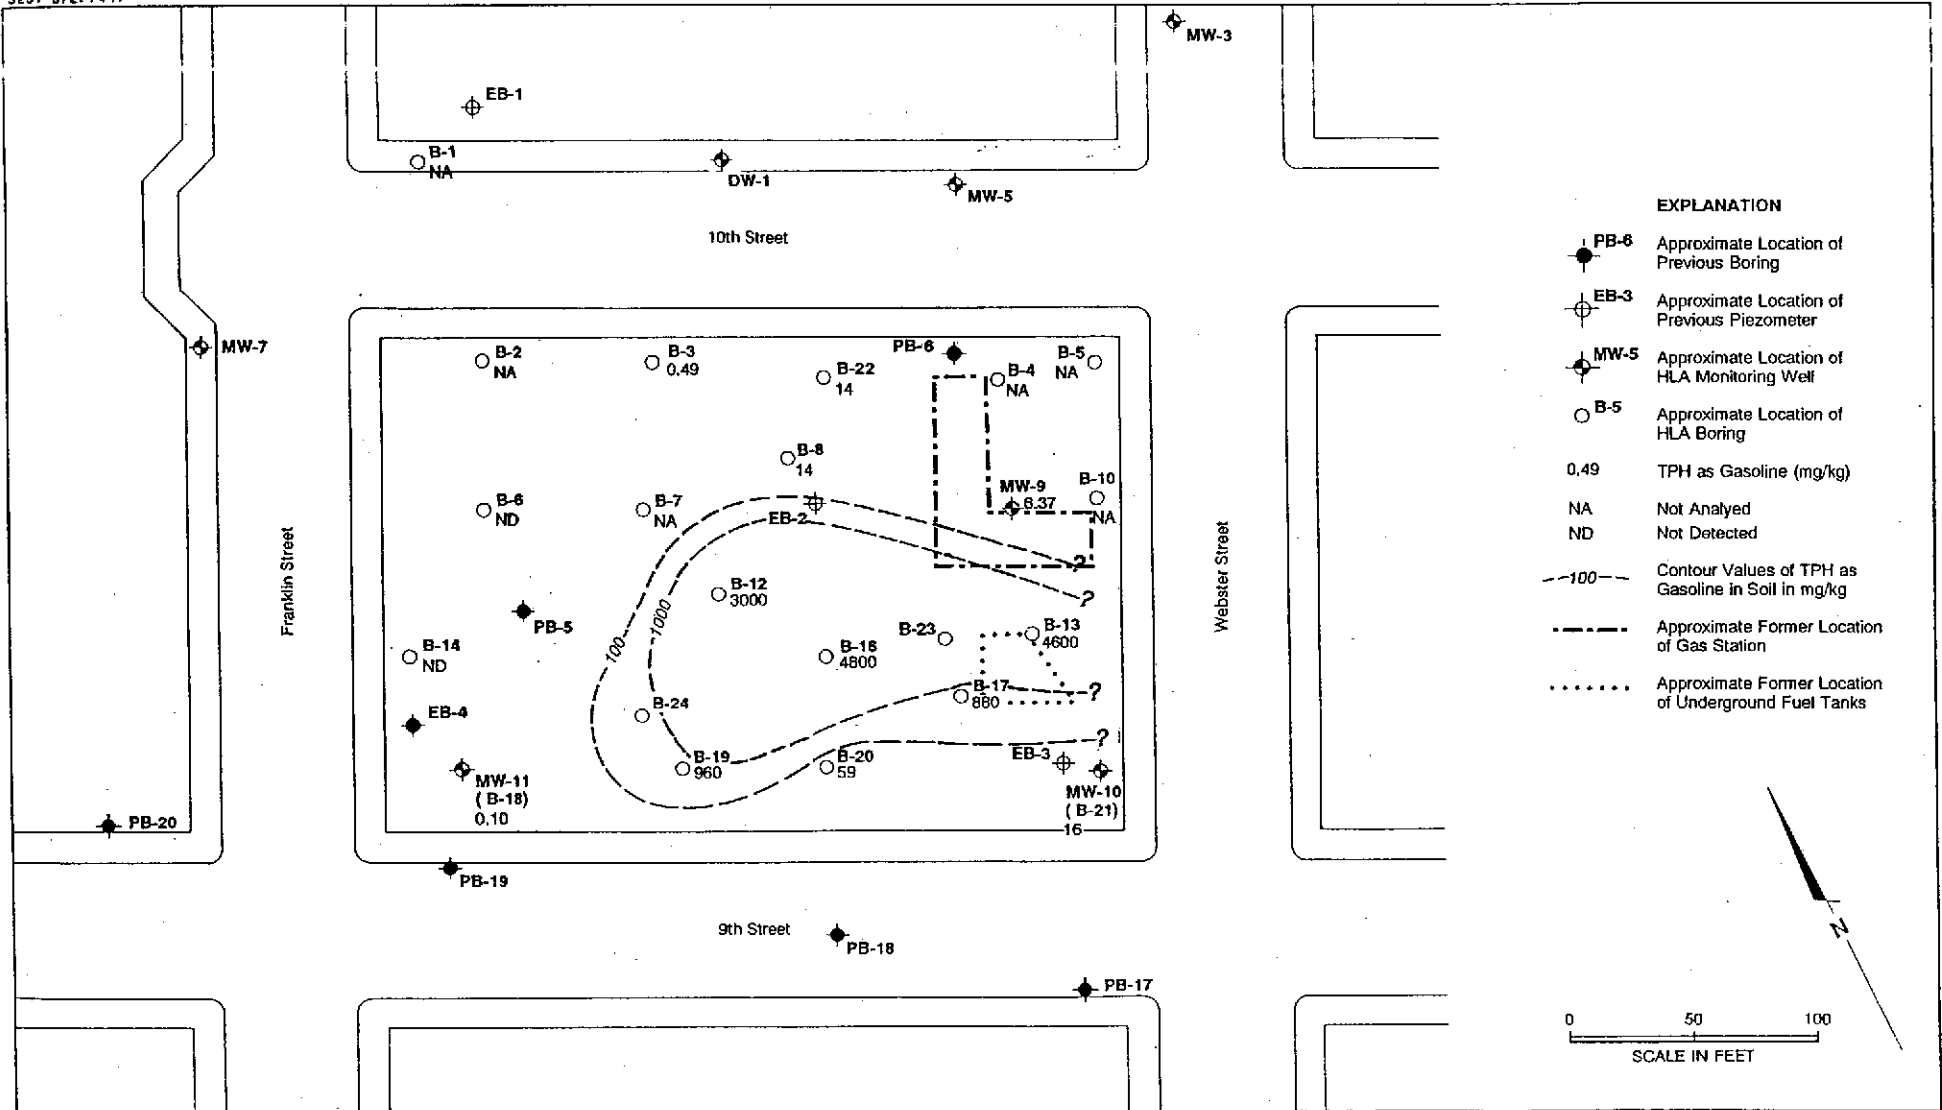 MW-3
EB-1
B-1
NA
DW-1
MW-5
10th Street
MW-7
B-2
NA
B-3
0.49
B-22
14
PB-6
B-4
NA
B-5
NA
B-8
14
B-6
ND
B-7
NA
EB-2
MW-9
6.37
B-10
NA
?
?
Franklin Street
Webster Street
B-12
3000
PB-5
100
1000
B-14
ND
B-16
4800
B-23
B-13
4600
B-17
880
?
EB-4
B-24
?
B-19
960
B-20
59
EB-3
MW-11
( B-18)
0.10
MW-10
( B-21)
16
PB-20
PB-19
9th Street
PB-18
PB-17
EXPLANATION
PB-6 Approximate Location of
Previous Boring
EB-3 Approximate Location of
Previous Piezometer
MW-5 Approximate Location of
HLA Monitoring Well
B-5 Approximate Location of
HLA Boring
0.49 TPH as Gasoline (mg/kg)
NA Not Analyed
ND Not Detected
100 Contour Values of TPH as
Gasoline in Soil in mg/kg
Approximate Former Location
of Gas Station
Approximate Former Location
of Underground Fuel Tanks
N
0 50 100
SCALE IN FEET